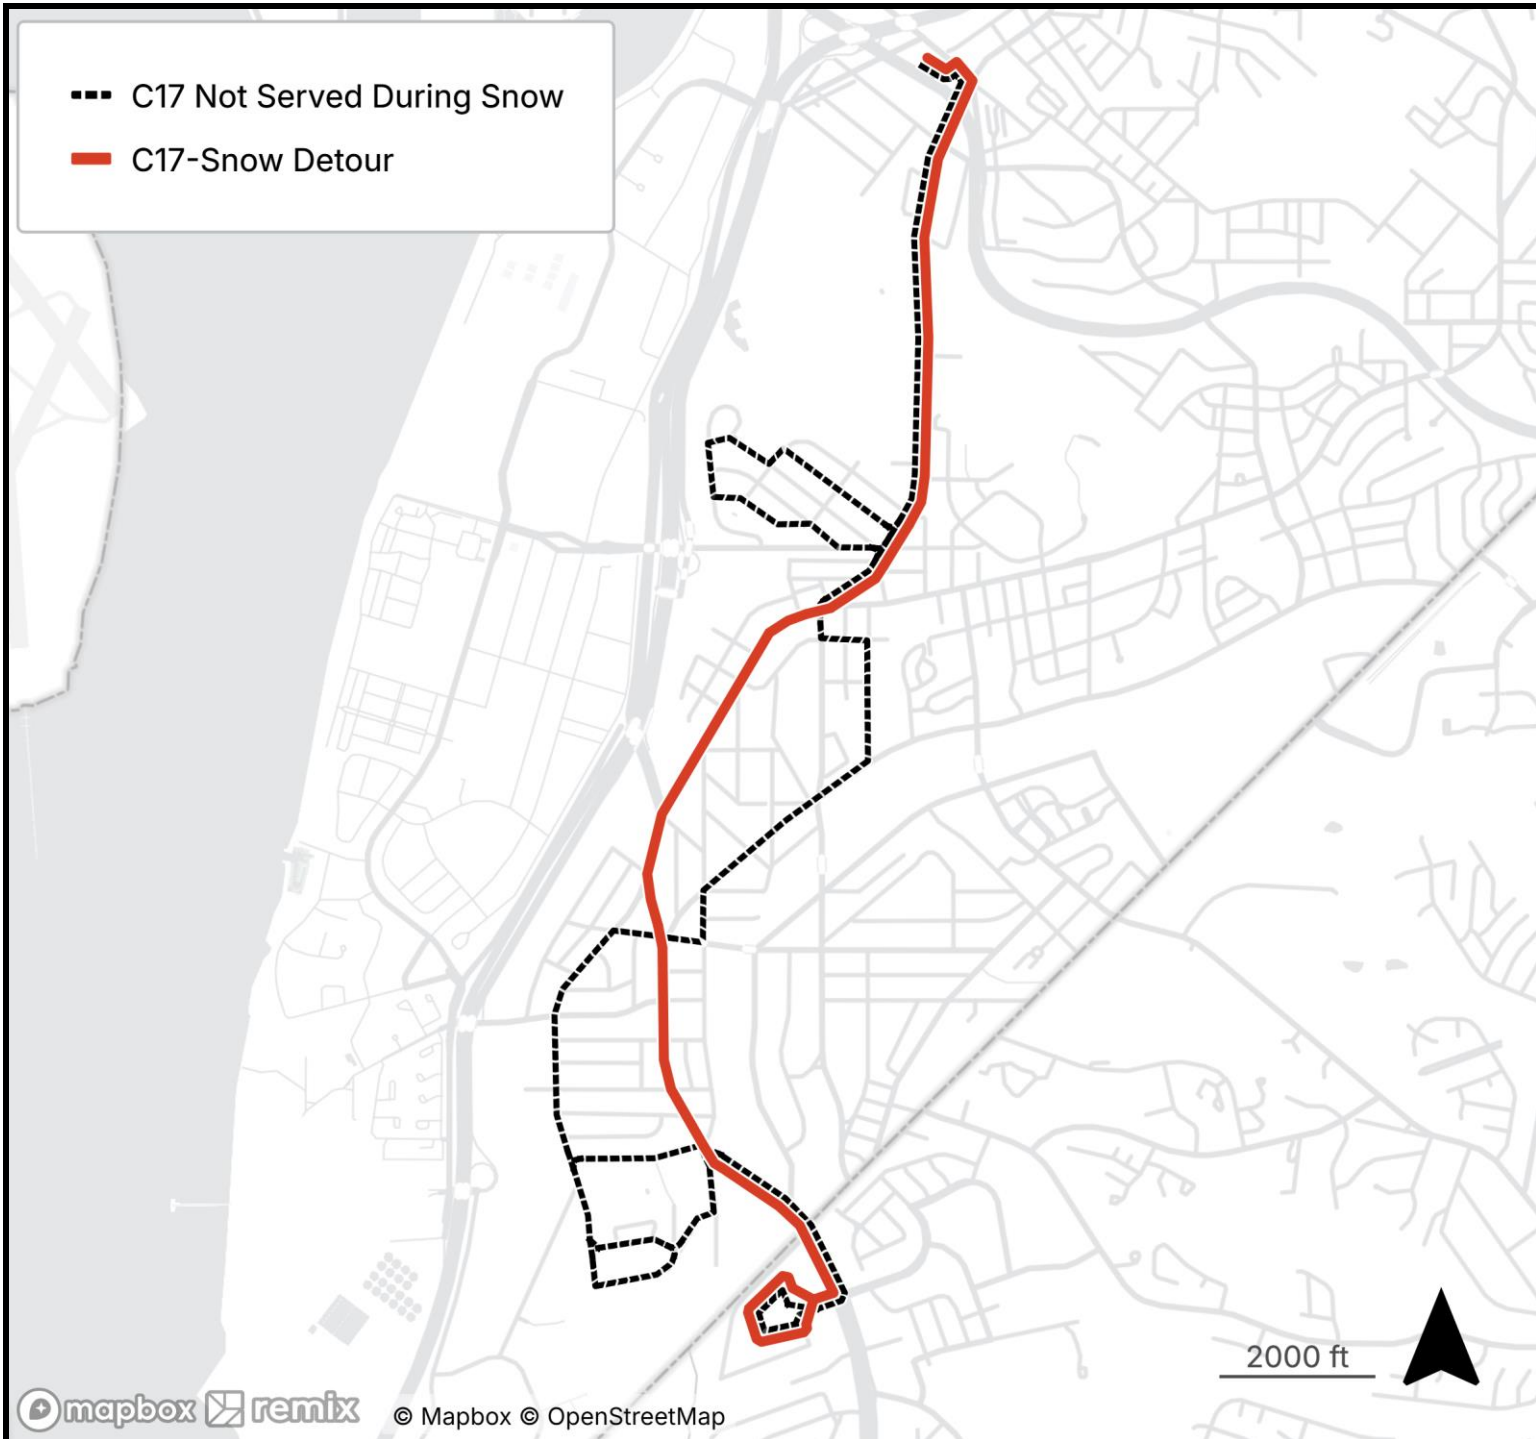 C17 Not Served During Snow
C17-Snow Detour
2000 ft
mapbox remix © Mapbox © OpenStreetMap